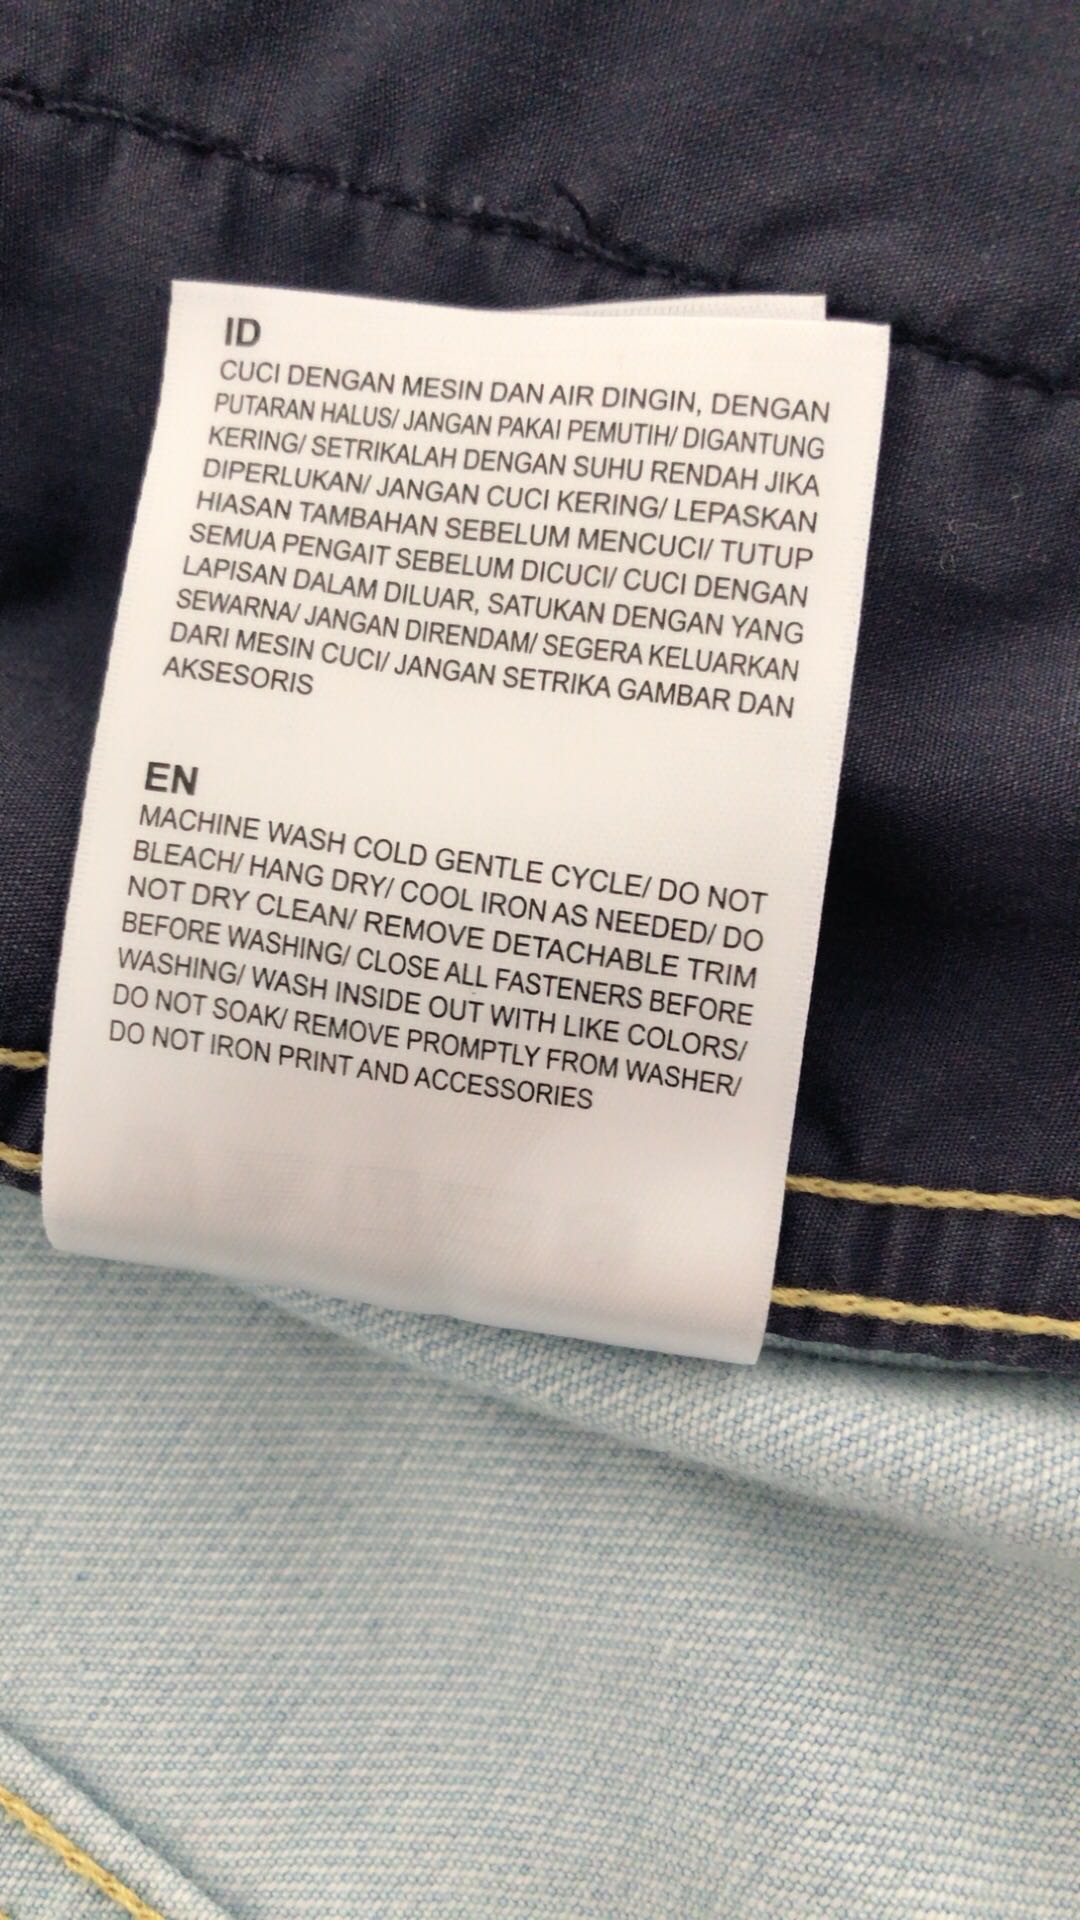 ID
CUCI DENGAN MESIN DAN AIR DINGIN, DENGAN
PUTARAN HALUS/ JANGAN PAKAI PEMUTIH/ DIGANTUNG
KERING/ SETRIKALAH DENGAN SUHU RENDAH JIKA
DIPERLUKAN/ JANGAN CUCI KERING/ LEPASKAN
HIASAN TAMBAHAN SEBELUM MENCUCI/ TUTUP
SEMUA PENGAIT SEBELUM DICUCI/ CUCI DENGAN
LAPISAN DALAM DILUAR, SATUKAN DENGAN YANG
SEWARNA/ JANGAN DIRENDAM/ SEGERA KELUARKAN
DARI MESIN CUCI/ JANGAN SETRIKA GAMBAR DAN
AKSESORIS
EN
MACHINE WASH COLD GENTLE CYCLE/ DO NOT
BLEACH/ HANG DRY/ COOL IRON AS NEEDED/ DO
NOT DRY CLEAN/ REMOVE DETACHABLE TRIM
BEFORE WASHING/ CLOSE ALL FASTENERS BEFORE
WASHING/ WASH INSIDE OUT WITH LIKE COLORS/
DO NOT SOAK/ REMOVE PROMPTLY FROM WASHER/
DO NOT IRON PRINT AND ACCESSORIES